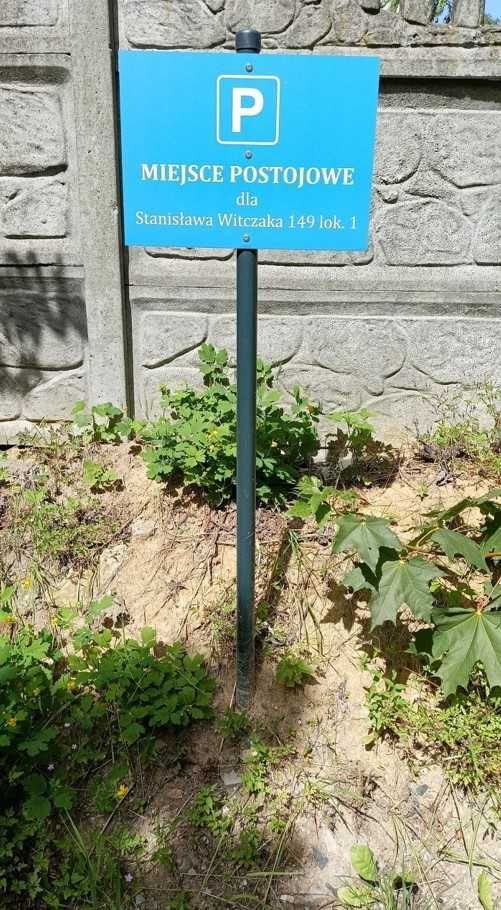 P
MIEJSCE POSTOJOWE
dla
Stanisława Witczaka 149 lok. 1